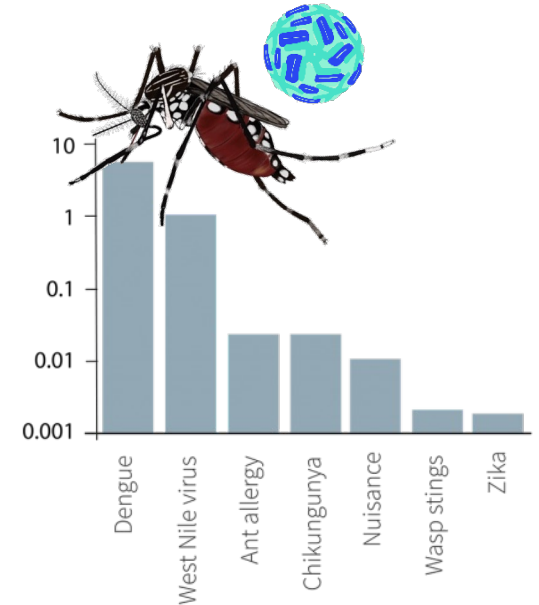 10
1
0.1
0.01
0.001
Dengue
West Nile virus
Ant allergy
Chikungunya
Nuisance
Wasp stings
Zika